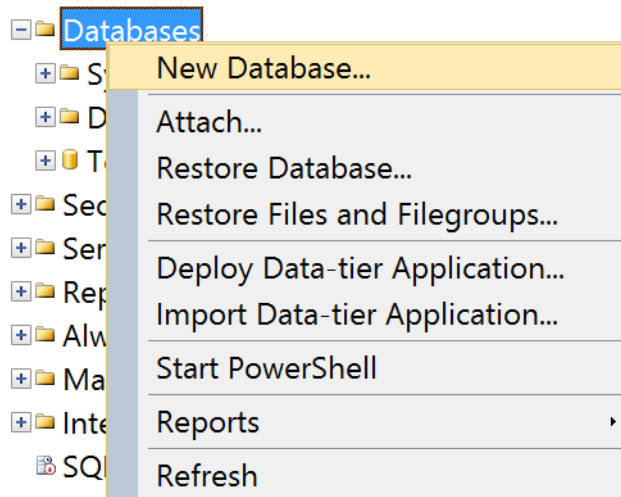 Databases
New Database...
Attach...
Restore Database...
Restore Files and Filegroups...
Deploy Data-tier Application...
Import Data-tier Application...
Start PowerShell
Reports
Refresh